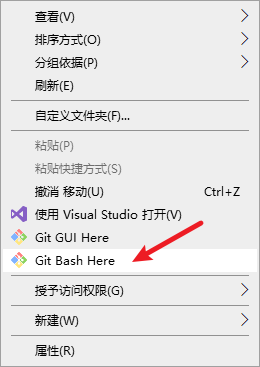 查看(V)
排序方式(O)
分组依据(P)
刷新(E)
自定义文件夹(F)...
粘贴(P)
粘贴快捷方式(S)
撤消 移动(U) Ctrl+Z
使用 Visual Studio 打开(V)
Git GUI Here
Git Bash Here
授予访问权限(G)
新建(W)
属性(R)